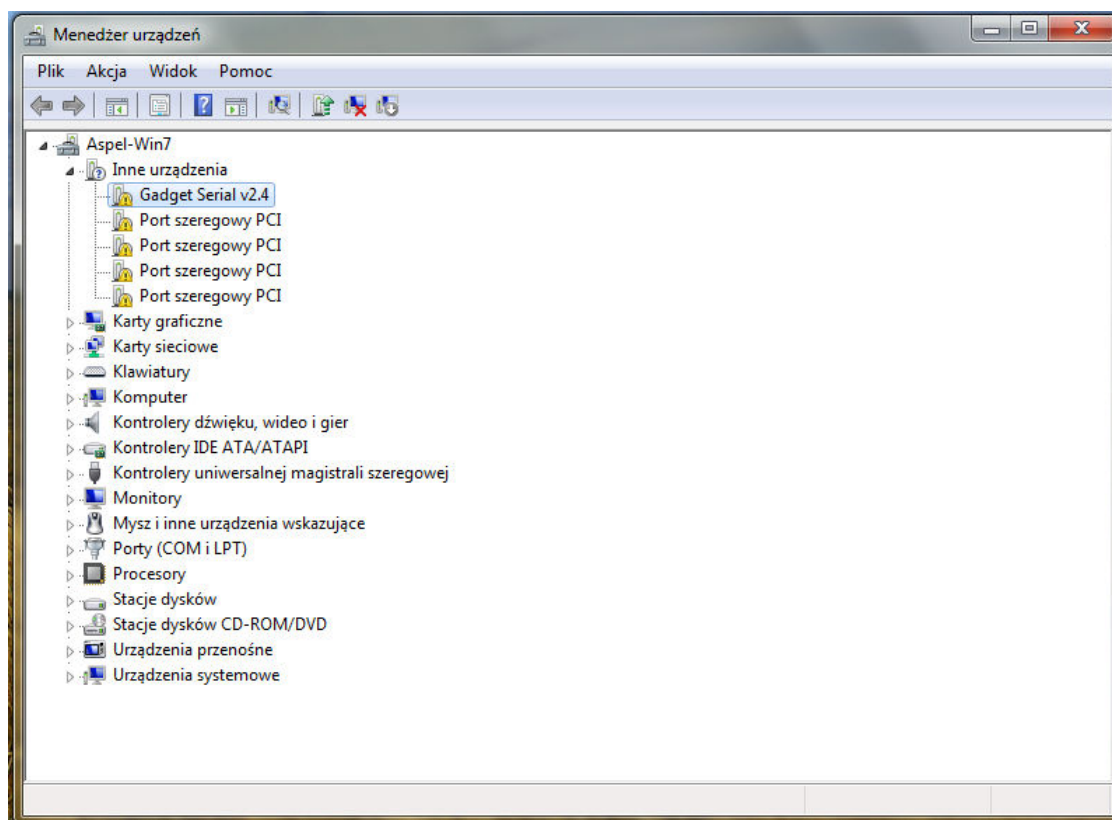 Menedżer urządzeń
Plik Akcja Widok Pomoc
Aspel-Win7
Inne urządzenia
Gadget Serial v2.4
Port szeregowy PCI
Port szeregowy PCI
Port szeregowy PCI
Port szeregowy PCI
Karty graficzne
Karty sieciowe
Klawiatury
Komputer
Kontrolery dźwięku, wideo i gier
Kontrolery IDE ATA/ATAPI
Kontrolery uniwersalnej magistrali szeregowej
Monitory
Mysz i inne urządzenia wskazujące
Porty (COM i LPT)
Procesory
Stacje dysków
Stacje dysków CD-ROM/DVD
Urządzenia przenośne
Urządzenia systemowe